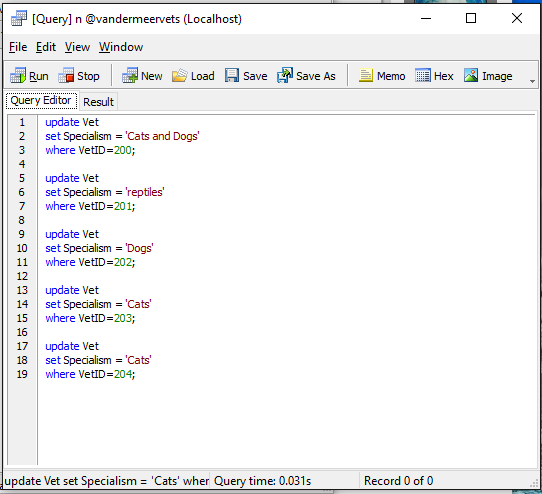 [Query] n @vandermeervets (Localhost)
File Edit View Window
Run Stop New Load Save Save As Memo Hex Image
Query Editor Result
1 update Vet
2 set Specialism = 'Cats and Dogs'
3 where VetID=200;
4
5 update Vet
6 set Specialism = 'reptiles'
7 where VetID=201;
8
9 update Vet
10 set Specialism = 'Dogs'
11 where VetID=202;
12
13 update Vet
14 set Specialism = 'Cats'
15 where VetID=203;
16
17 update Vet
18 set Specialism = 'Cats'
19 where VetID=204;
update Vet set Specialism = 'Cats' wher Query time: 0.031s Record 0 of 0